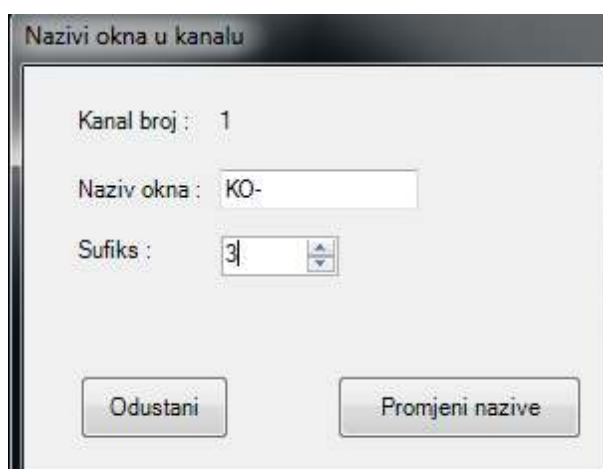 Nazivi okna u kanalu
Kanal broj : 1
Naziv okna : KO-
Sufiks : 3
Odustani Promjeni nazive